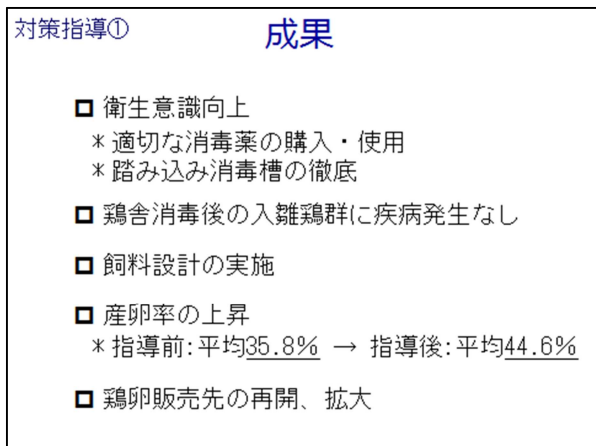 対策指導①
成果
□ 衛生意識向上
＊適切な消毒薬の購入・使用
＊踏み込み消毒槽の徹底
□ 鶏舎消毒後の入雛鶏群に疾病発生なし
□ 飼料設計の実施
□ 産卵率の上昇
＊指導前:平均35.8% → 指導後:平均44.6%
□ 鶏卵販売先の再開、拡大